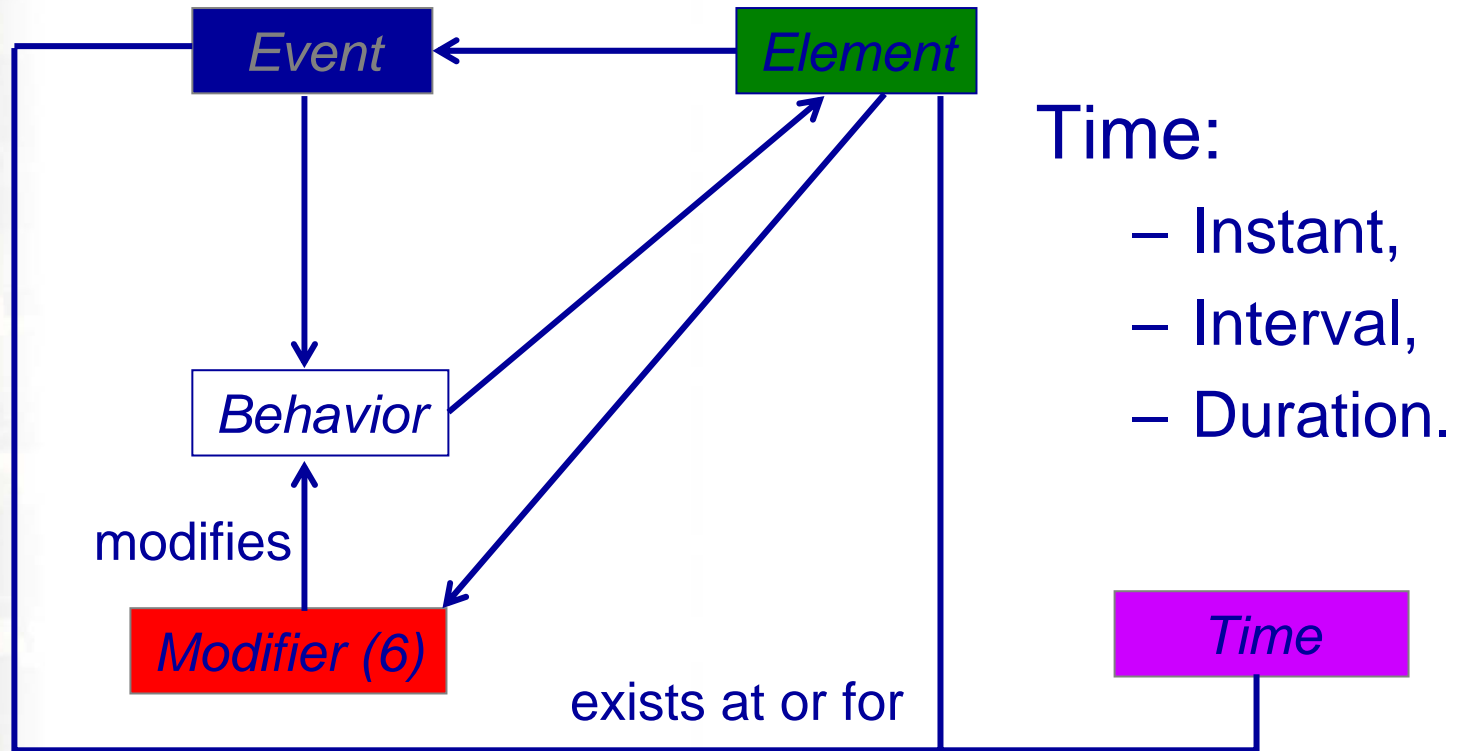 Event
Element
Time:
– Instant,
– Interval,
– Duration.
Behavior
modifies
Modifier (6)
Time
exists at or for